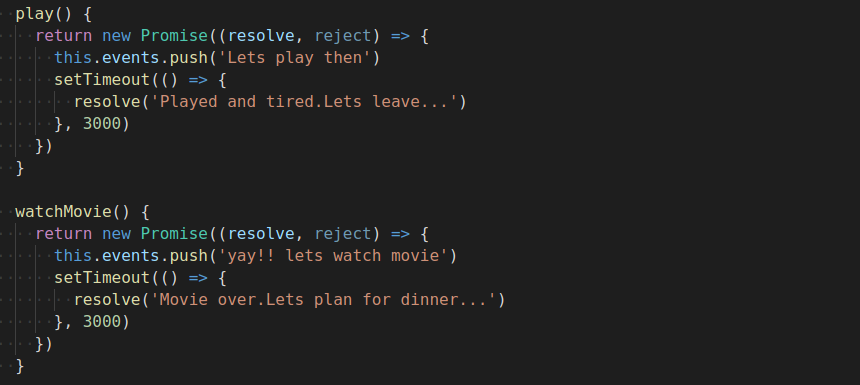 play() {
return new Promise((resolve, reject) => {
this.events.push('Lets play then')
setTimeout(() => {
resolve('Played and tired.Lets leave...')
}, 3000)
})
}
watchMovie() {
return new Promise((resolve, reject) => {
this.events.push('yay!! lets watch movie')
setTimeout(() => {
resolve('Movie over.Lets plan for dinner...')
}, 3000)
})
}